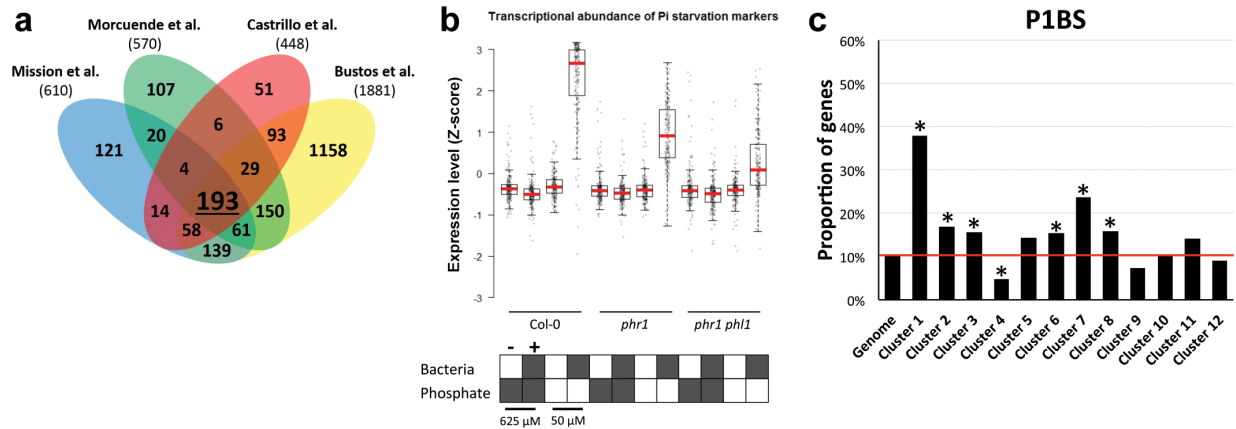 a
Morcuende et al.
(570)
Castrillo et al.
(448)
Mission et al.
(610)
Bustos et al.
(1881)
107
51
20
6
93
121
4
29
1158
193
14
150
58
61
139
b
Transcriptional abundance of Pi starvation markers
Expression level (Z-score)
3
2
1
0
-1
-2
-3
Col-0
phr1
phr1 phl1
- +
Bacteria
Phosphate
625 µM 50 µM
c
P1BS
Proportion of genes
60%
50%
40%
30%
20%
10%
0%
* * * * * * *
Genome
Cluster 1
Cluster 2
Cluster 3
Cluster 4
Cluster 5
Cluster 6
Cluster 7
Cluster 8
Cluster 9
Cluster 10
Cluster 11
Cluster 12